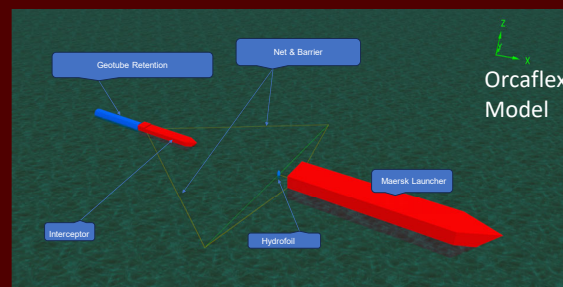 Net & Barrier
Geotube Retention
Z
Y
X
Orcaflex
Model
Maersk Launcher
Interceptor
Hydrofoil